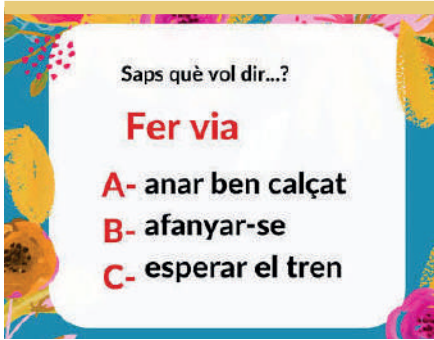 Saps què vol dir...?
Fer via
A- anar ben calçat
B- afanyar-se
C- esperar el tren